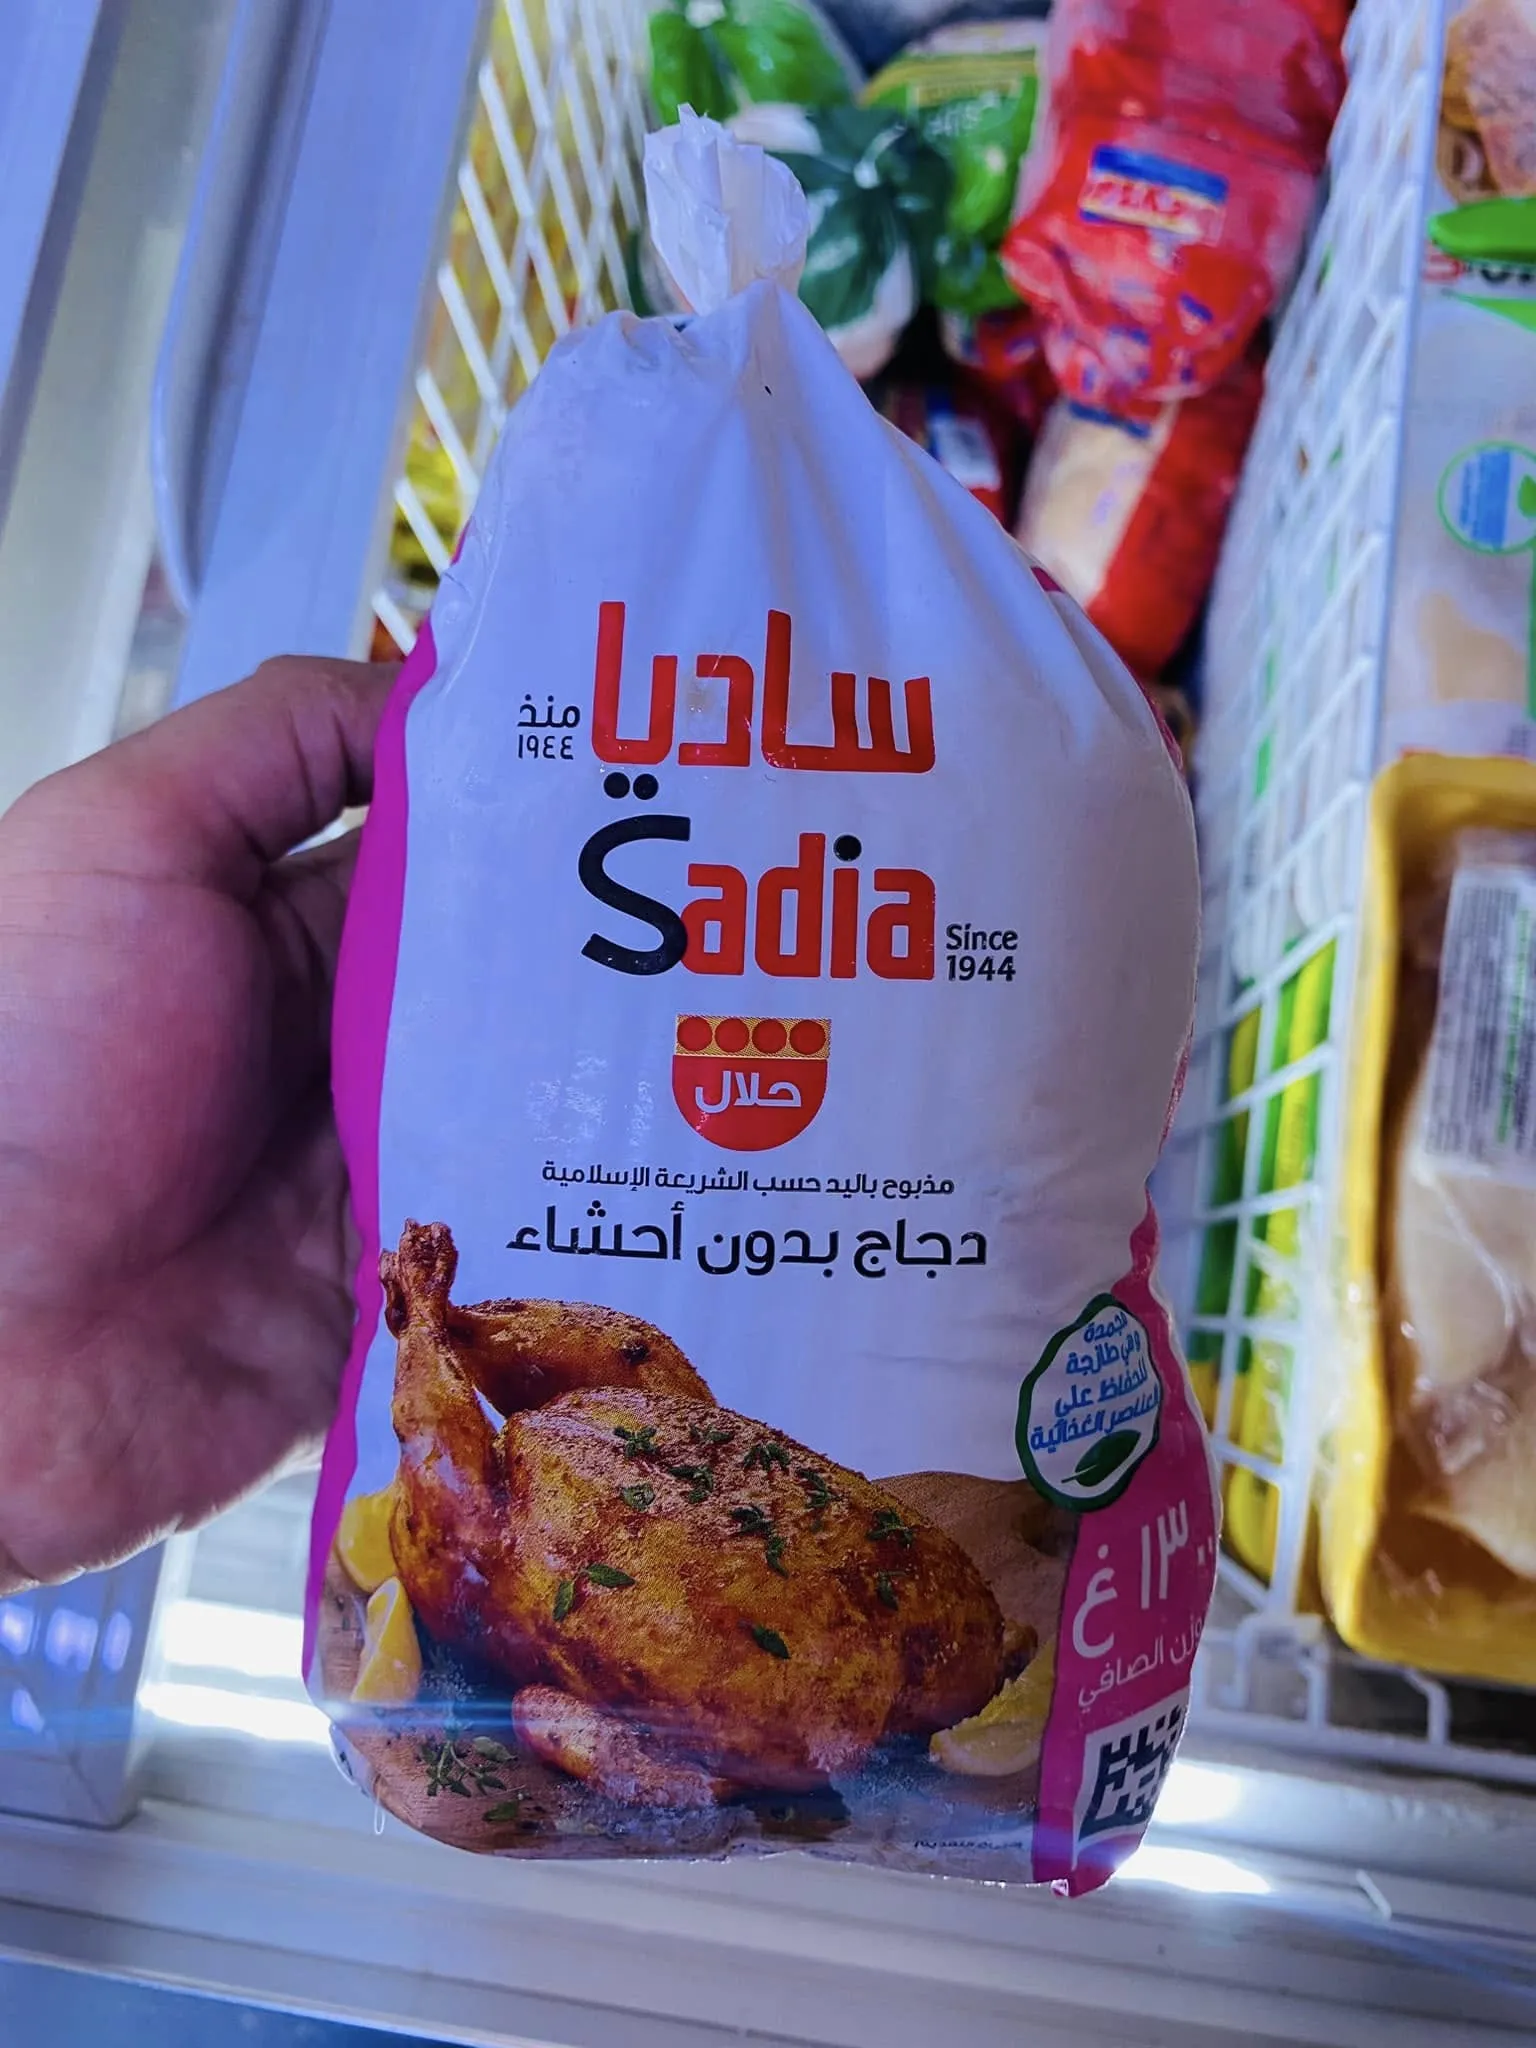 ساديا
منذ
١٩٤٤
Sadia
Since
1944
حلال
مذبوح باليد حسب الشريعة الإسلامية
دجاج بدون أحشاء
مجمدة
وهي طازجة
للحفاظ على
العناصر الغذائية
١٣٠٠ غ
الوزن الصافي